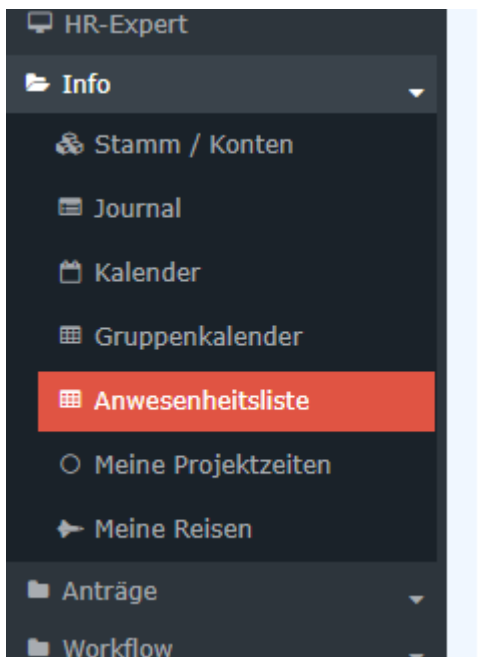 HR-Expert
Info
Stamm / Konten
Journal
Kalender
Gruppenkalender
Anwesenheitsliste
Meine Projektzeiten
Meine Reisen
Anträge
Workflow